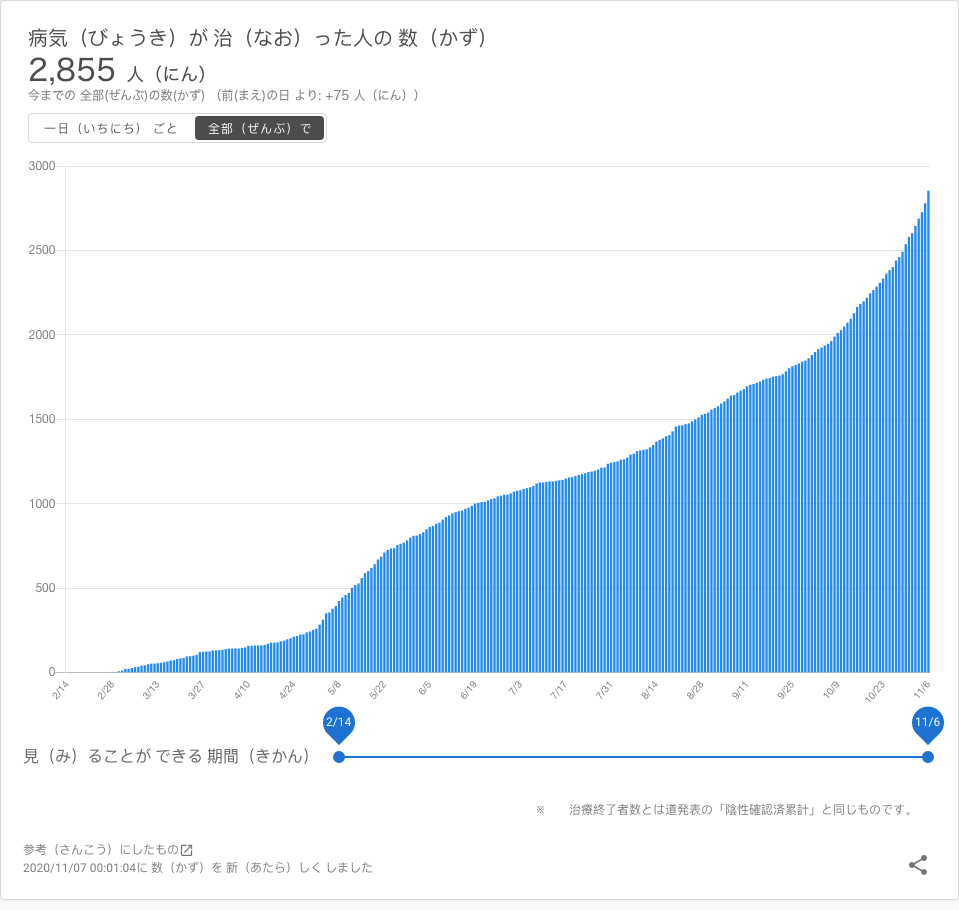 病気（びょうき）が 治（なお）った人の 数（かず）
2,855 人（にん）
今までの 全部(ぜんぶ)の数(かず) （前(まえ)の日 より: +75 人（にん））
一日（いちにち） ごと 全部（ぜんぶ）で
3000
2500
2000
1500
1000
500
0
2/14 2/28 3/13 3/27 4/10 4/24 5/8 5/22 6/5 6/19 7/3 7/17 7/31 8/14 8/28 9/11 9/25 10/9 10/23 11/6
2/14 11/6
見（み）ることが できる 期間（きかん）
※ 治療終了者数とは道発表の「陰性確認済累計」と同じものです。
参考（さんこう）にしたもの
2020/11/07 00:01:04に 数（かず）を 新（あたら）しく しました